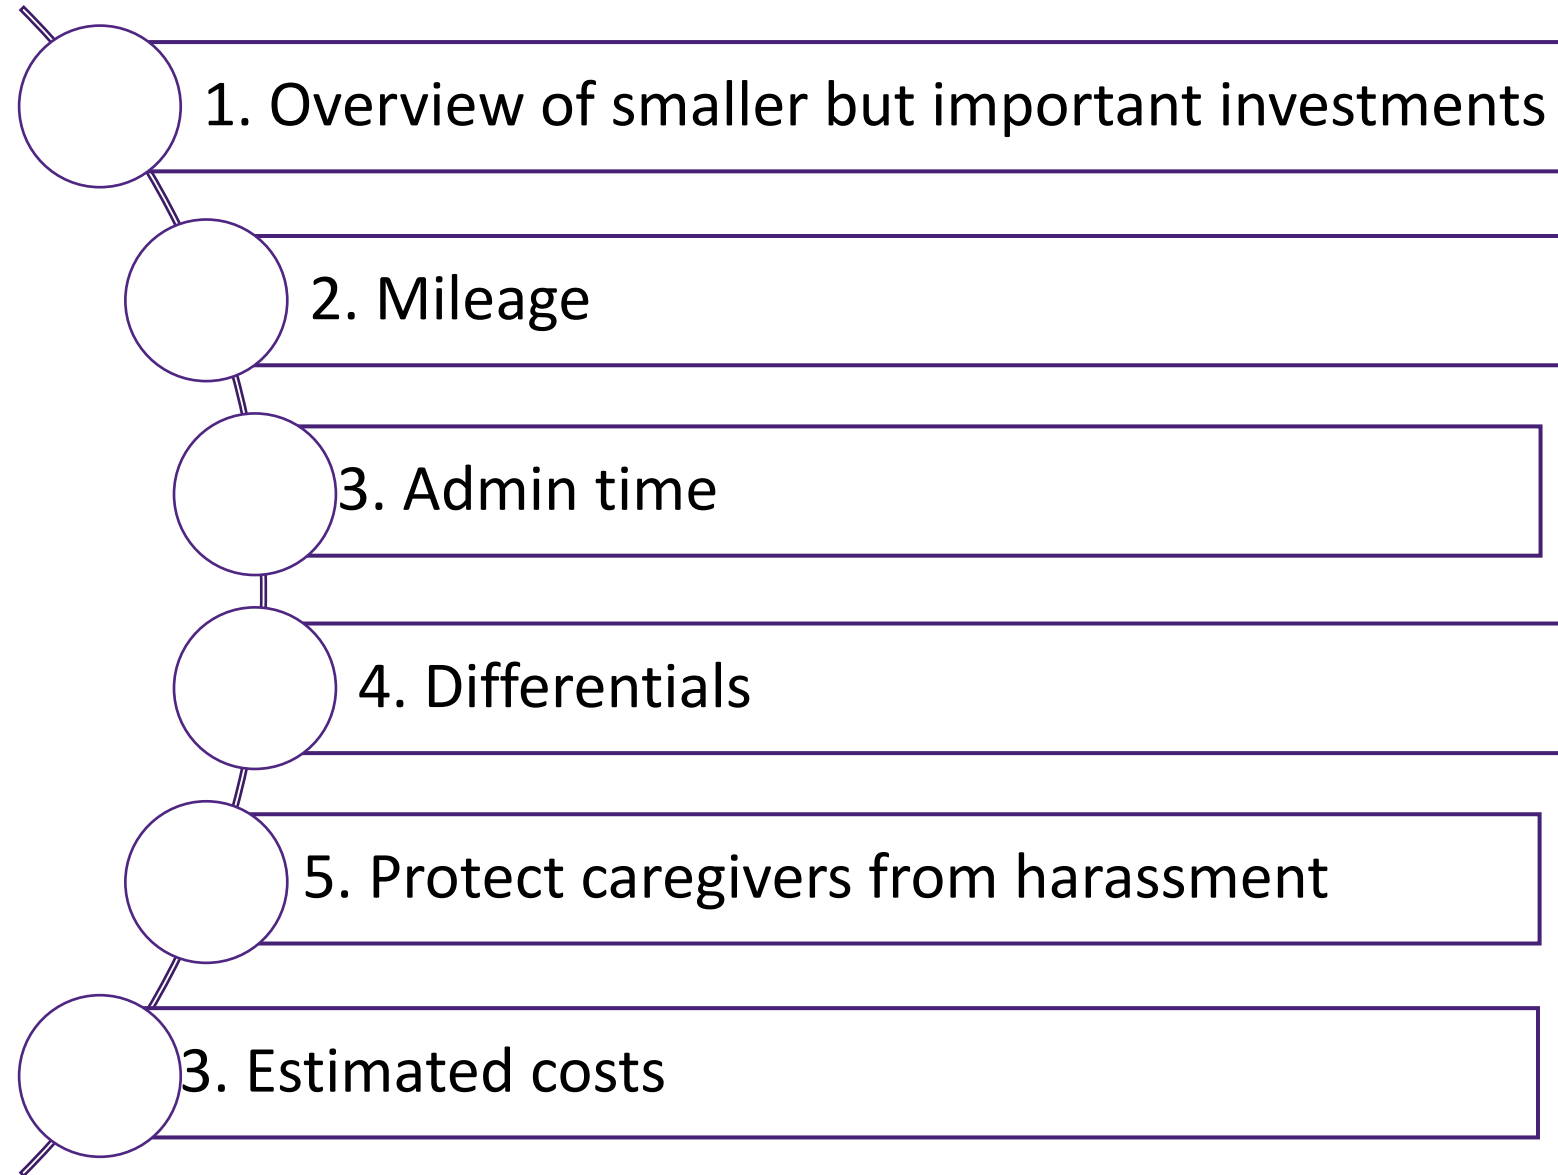 1. Overview of smaller but important investments
2. Mileage
3. Admin time
4. Differentials
5. Protect caregivers from harassment
3. Estimated costs